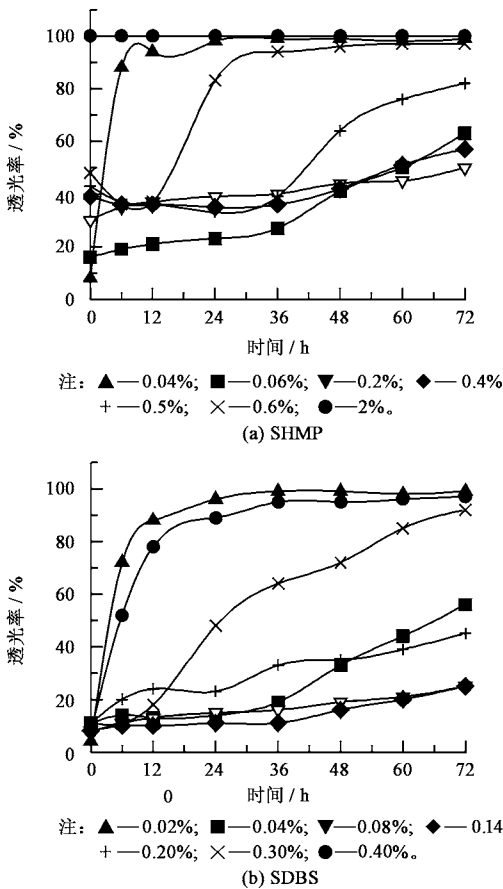 100
80
60
40
20
0
透光率 / %
0 12 24 36 48 60 72
时间 / h
注：▲—0.04%; ■—0.06%; ▼—0.2%; ◆—0.4%
+—0.5%; ×—0.6%; ●—2%。
(a) SHMP
100
80
60
40
20
0
透光率 / %
0 12 24 36 48 60 72
0
时间 / h
注：▲—0.02%; ■—0.04%; ▼—0.08%; ◆—0.14
+—0.20%; ×—0.30%; ●—0.40%。
(b) SDBS